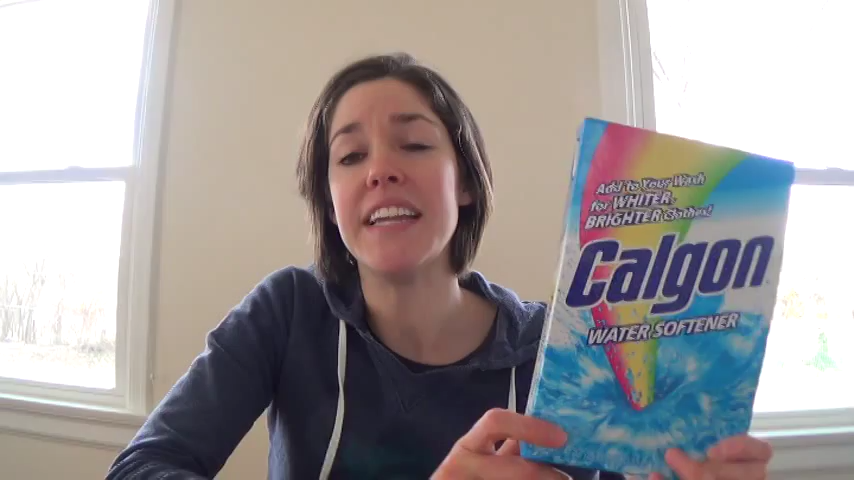 Add to Your Wash
for WHITER,
BRIGHTER Clothes!
Calgon
WATER SOFTENER